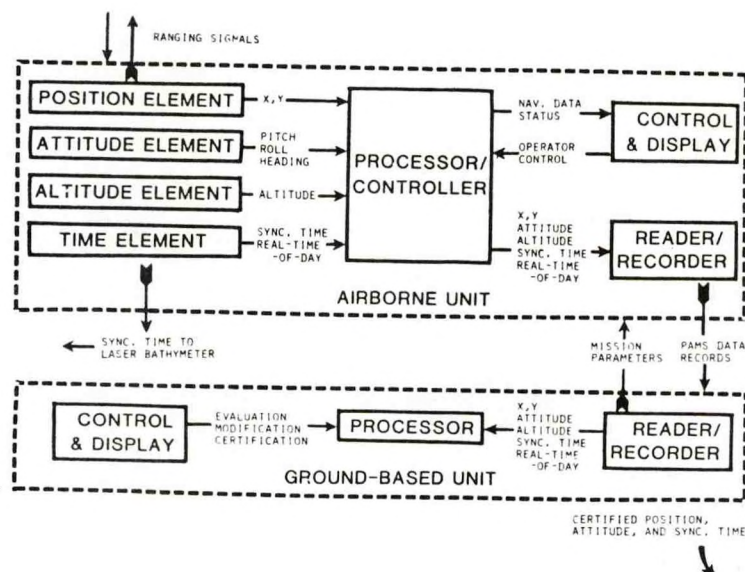 RANGING SIGNALS
POSITION ELEMENT
X,Y
ATTITUDE ELEMENT
PITCH
ROLL
HEADING
ALTITUDE ELEMENT
ALTITUDE
TIME ELEMENT
SYNC. TIME
REAL-TIME
-OF-DAY
PROCESSOR/
CONTROLLER
NAV. DATA
STATUS
OPERATOR
CONTROL
CONTROL
& DISPLAY
X,Y
ATTITUDE
ALTITUDE
SYNC. TIME
REAL-TIME
-OF-DAY
READER/
RECORDER
AIRBORNE UNIT
SYNC. TIME TO
LASER BATHYMETER
MISSION
PARAMETERS
PAMS DATA
RECORDS
CONTROL
& DISPLAY
EVALUATION
MODIFICATION
CERTIFICATION
PROCESSOR
X,Y
ATTITUDE
ALTITUDE
SYNC. TIME
REAL-TIME
-OF-DAY
READER/
RECORDER
GROUND-BASED UNIT
CERTIFIED POSITION,
ATTITUDE, AND SYNC. TIME